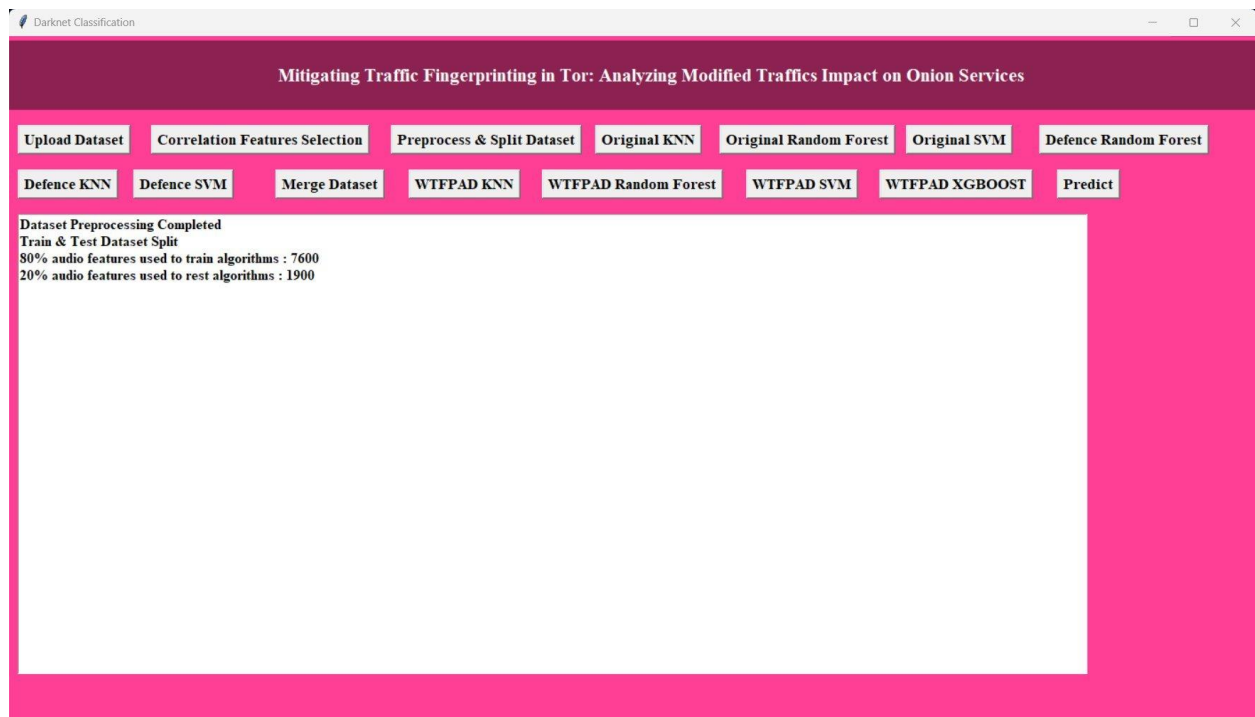 Darknet Classification
Mitigating Traffic Fingerprinting in Tor: Analyzing Modified Traffics Impact on Onion Services
Upload Dataset Correlation Features Selection Preprocess & Split Dataset Original KNN Original Random Forest Original SVM Defence Random Forest
Defence KNN Defence SVM Merge Dataset WTFPAD KNN WTFPAD Random Forest WTFPAD SVM WTFPAD XGBOOST Predict
Dataset Preprocessing Completed
Train & Test Dataset Split
80% audio features used to train algorithms : 7600
20% audio features used to rest algorithms : 1900